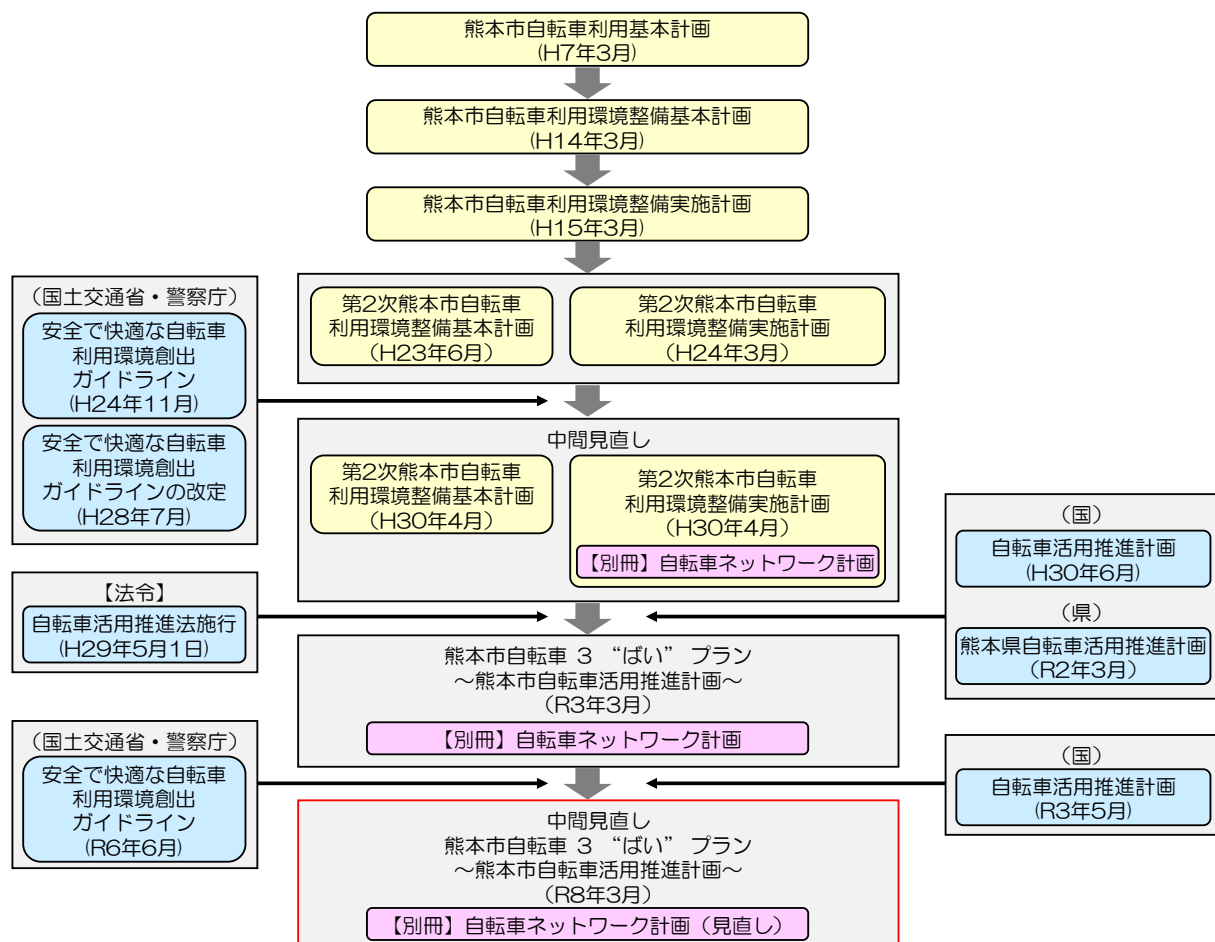 熊本市自転車利用基本計画
(H7年3月)
熊本市自転車利用環境整備基本計画
(H14年3月)
熊本市自転車利用環境整備実施計画
(H15年3月)
（国土交通省・警察庁）
安全で快適な自転車
利用環境創出
ガイドライン
(H24年11月)
安全で快適な自転車
利用環境創出
ガイドラインの改定
(H28年7月)
第2次熊本市自転車
利用環境整備基本計画
（H23年6月）
第2次熊本市自転車
利用環境整備実施計画
（H24年3月）
中間見直し
第2次熊本市自転車
利用環境整備基本計画
（H30年4月）
第2次熊本市自転車
利用環境整備実施計画
（H30年4月）
【別冊】自転車ネットワーク計画
（国）
自転車活用推進計画
(H30年6月)
（県）
熊本県自転車活用推進計画
（R2年3月）
【法令】
自転車活用推進法施行
(H29年5月1日)
熊本市自転車 3 “ばい” プラン
～熊本市自転車活用推進計画～
（R3年3月）
【別冊】自転車ネットワーク計画
（国土交通省・警察庁）
安全で快適な自転車
利用環境創出
ガイドライン
(R6年6月)
（国）
自転車活用推進計画
(R3年5月)
中間見直し
熊本市自転車 3 “ばい” プラン
～熊本市自転車活用推進計画～
（R8年3月）
【別冊】自転車ネットワーク計画（見直し）